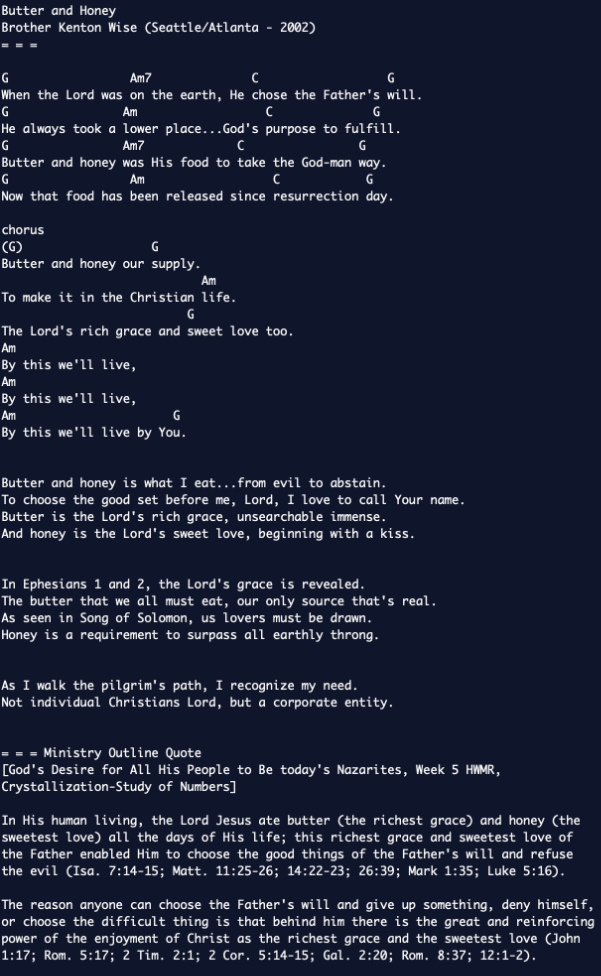 Butter and Honey
Brother Kenton Wise (Seattle/Atlanta - 2002)
= = =
G Am7 C G
When the Lord was on the earth, He chose the Father's will.
G Am C G
He always took a lower place...God's purpose to fulfill.
G Am7 C G
Butter and honey was His food to take the God-man way.
G Am C G
Now that food has been released since resurrection day.
chorus
(G) G
Butter and honey our supply.
Am
To make it in the Christian life.
G
The Lord's rich grace and sweet love too.
Am
By this we'll live,
Am
By this we'll live,
Am G
By this we'll live by You.
Butter and honey is what I eat...from evil to abstain.
To choose the good set before me, Lord, I love to call Your name.
Butter is the Lord's rich grace, unsearchable immense.
And honey is the Lord's sweet love, beginning with a kiss.
In Ephesians 1 and 2, the Lord's grace is revealed.
The butter that we all must eat, our only source that's real.
As seen in Song of Solomon, us lovers must be drawn.
Honey is a requirement to surpass all earthly throng.
As I walk the pilgrim's path, I recognize my need.
Not individual Christians Lord, but a corporate entity.
= = = Ministry Outline Quote
[God's Desire for All His People to Be today's Nazarites, Week 5 HWMR,
Crystallization-Study of Numbers]
In His human living, the Lord Jesus ate butter (the richest grace) and honey (the
sweetest love) all the days of His life; this richest grace and sweetest love of
the Father enabled Him to choose the good things of the Father's will and refuse
the evil (Isa. 7:14-15; Matt. 11:25-26; 14:22-23; 26:39; Mark 1:35; Luke 5:16).
The reason anyone can choose the Father's will and give up something, deny himself,
or choose the difficult thing is that behind him there is the great and reinforcing
power of the enjoyment of Christ as the richest grace and the sweetest love (John
1:17; Rom. 5:17; 2 Tim. 2:1; 2 Cor. 5:14-15; Gal. 2:20; Rom. 8:37; 12:1-2).